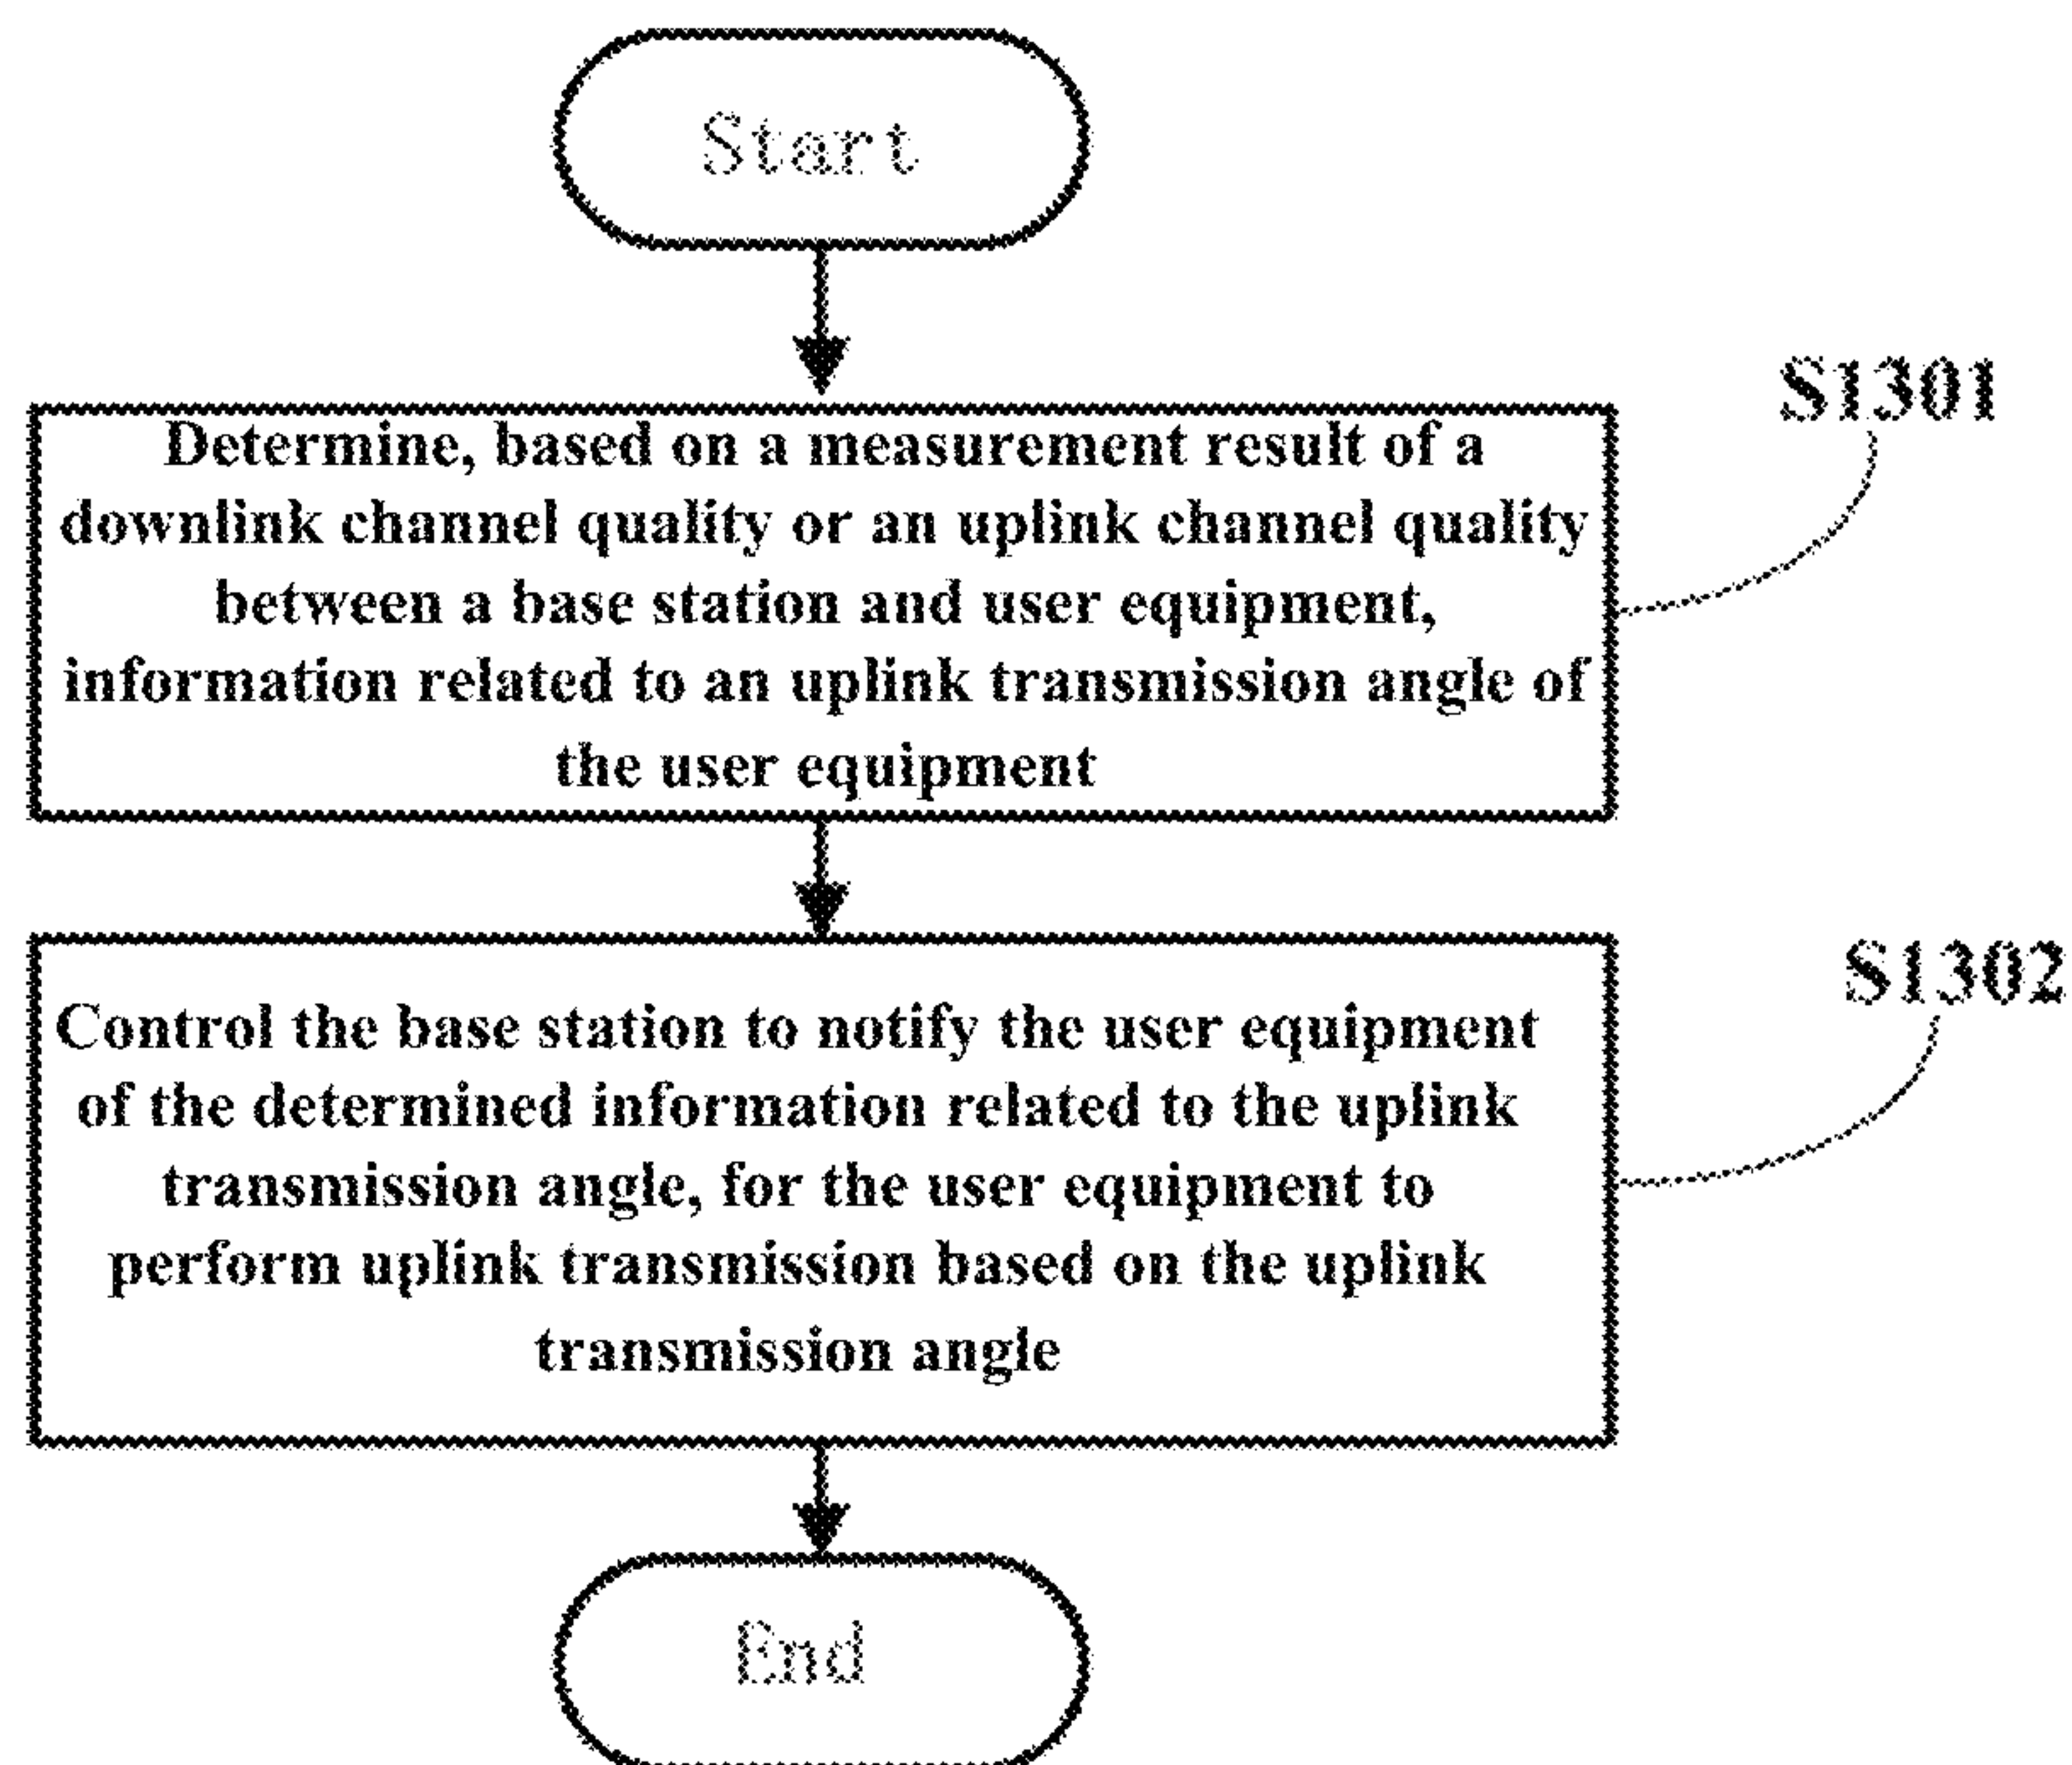 Start
S1301
Determine, based on a measurement result of a
downlink channel quality or an uplink channel quality
between a base station and user equipment,
information related to an uplink transmission angle of
the user equipment
S1302
Control the base station to notify the user equipment
of the determined information related to the uplink
transmission angle, for the user equipment to
perform uplink transmission based on the uplink
transmission angle
End